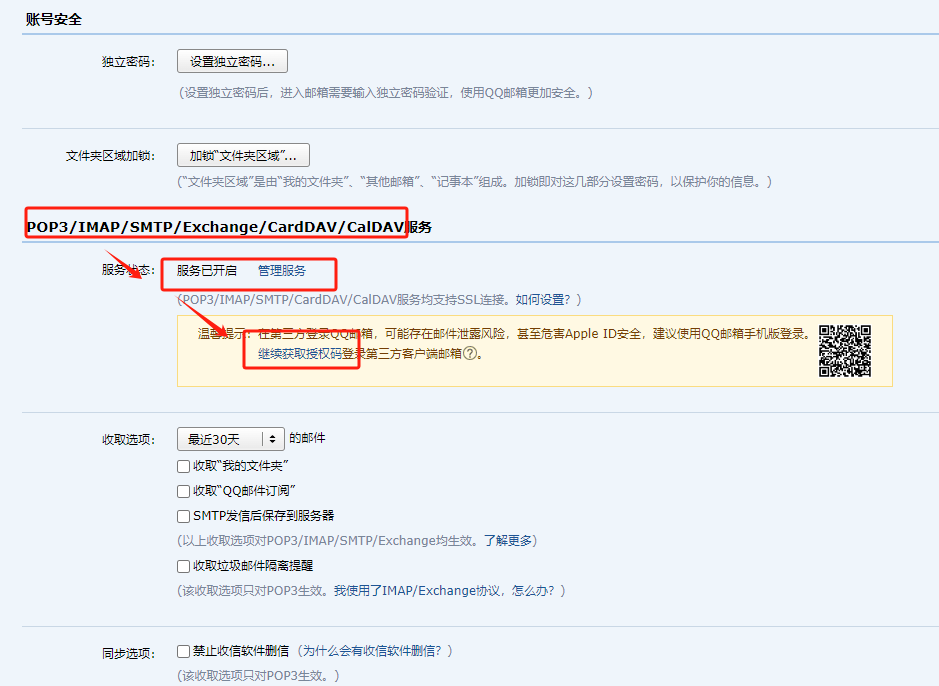 账号安全
独立密码： 设置独立密码...
(设置独立密码后，进入邮箱需要输入独立密码验证，使用QQ邮箱更加安全。)
文件夹区域加锁： 加锁“文件夹区域”...
(“文件夹区域”是由“我的文件夹”、“其他邮箱”、“记事本”组成。加锁即对这几部分设置密码，以保护你的信息。)
POP3/IMAP/SMTP/Exchange/CardDAV/CalDAV服务
服务状态： 服务已开启 管理服务
(POP3/IMAP/SMTP/CardDAV/CalDAV服务均支持SSL连接。如何设置？)
温馨提示：在第三方登录QQ邮箱，可能存在邮件泄露风险，甚至危害Apple ID安全，建议使用QQ邮箱手机版登录。
继续获取授权码登录第三方客户端邮箱?。
收取选项： 最近30天 的邮件
收取“我的文件夹”
收取“QQ邮件订阅”
SMTP发信后保存到服务器
(以上收取选项对POP3/IMAP/SMTP/Exchange均生效。了解更多)
收取垃圾邮件隔离提醒
(该收取选项只对POP3生效。我使用了IMAP/Exchange协议，怎么办？)
同步选项： 禁止收信软件删信 (为什么会有收信软件删信？)
(该收取选项只对POP3生效。)